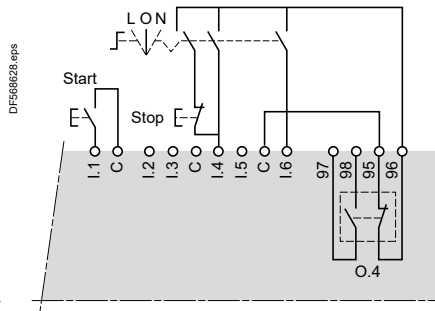 L O N
DF568628.eps
Start
Stop
I.1 C I.2 I.3 C I.4 I.5 C I.6 97 98 95 96
O.4